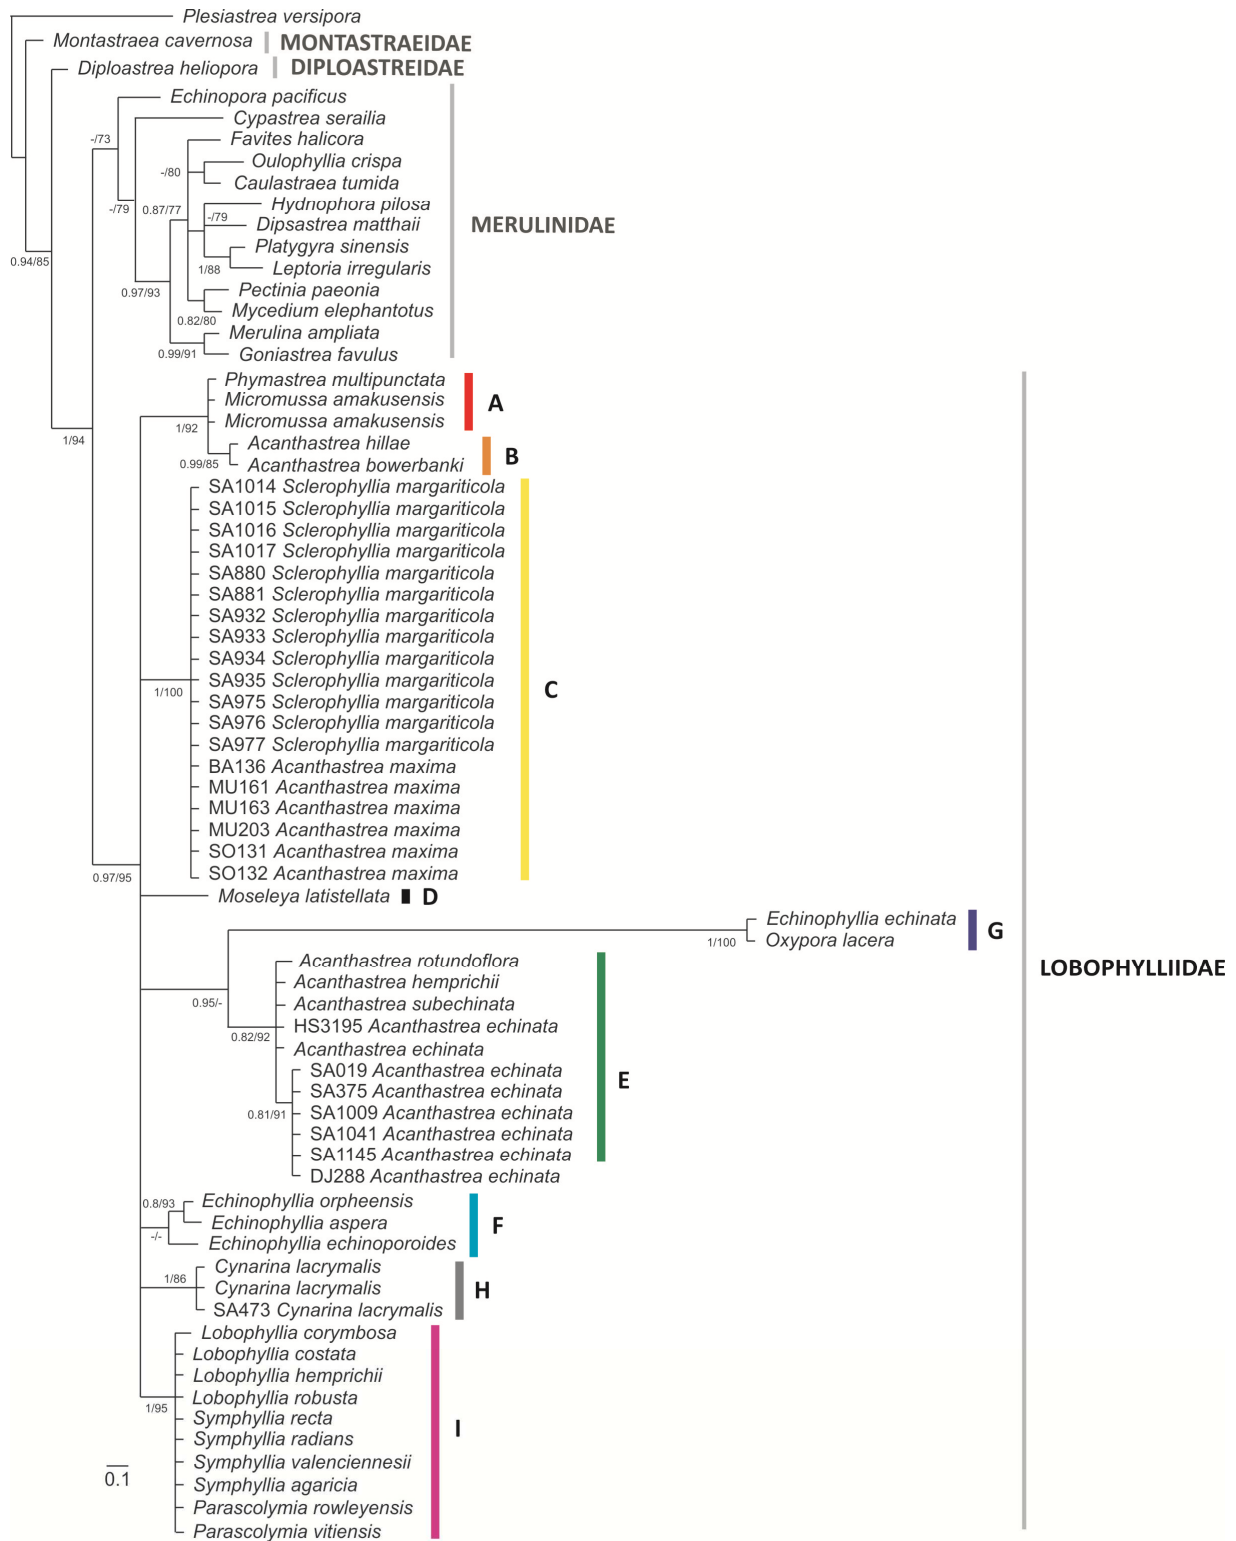 Plesiastrea versipora
Montastraea cavernosa MONTASTRAEIDAE
Diploastrea heliopora DIPLOASTREIDAE
Echinopora pacificus
Cypastrea serailia
-/73
Favites halicora
Oulophyllia crispa
-/80
Caulastraea tumida
Hydnophora pilosa
-/79 0.87/77 -/79
Dipsastrea matthaii MERULINIDAE
Platygyra sinensis
0.94/85 1/88 Leptoria irregularis
Pectinia paeonia
0.97/93
Mycedium elephantotus
0.82/80
Merulina ampliata
0.99/91 Goniastrea favulus
Phymastrea multipunctata
Micromussa amakusensis A
Micromussa amakusensis
1/92
1/94 Acanthastrea hillae
B
0.99/85 Acanthastrea bowerbanki
SA1014 Sclerophyllia margariticola
SA1015 Sclerophyllia margariticola
SA1016 Sclerophyllia margariticola
SA1017 Sclerophyllia margariticola
SA880 Sclerophyllia margariticola
SA881 Sclerophyllia margariticola
SA932 Sclerophyllia margariticola
SA933 Sclerophyllia margariticola
SA934 Sclerophyllia margariticola
SA935 Sclerophyllia margariticola
1/100 C
SA975 Sclerophyllia margariticola
SA976 Sclerophyllia margariticola
SA977 Sclerophyllia margariticola
BA136 Acanthastrea maxima
MU161 Acanthastrea maxima
MU163 Acanthastrea maxima
MU203 Acanthastrea maxima
SO131 Acanthastrea maxima
SO132 Acanthastrea maxima
0.97/95
Moseleya latistellata D
Echinophyllia echinata
G
1/100 Oxypora lacera
Acanthastrea rotundoflora
LOBOPHYLLIIDAE
Acanthastrea hemprichii
0.95/- Acanthastrea subechinata
HS3195 Acanthastrea echinata
0.82/92
Acanthastrea echinata
SA019 Acanthastrea echinata
E
SA375 Acanthastrea echinata
0.81/91 SA1009 Acanthastrea echinata
SA1041 Acanthastrea echinata
SA1145 Acanthastrea echinata
DJ288 Acanthastrea echinata
0.8/93 Echinophyllia orpheensis
Echinophyllia aspera F
-/-
Echinophyllia echinoporoides
Cynarina lacrymalis
1/86
Cynarina lacrymalis H
SA473 Cynarina lacrymalis
Lobophyllia corymbosa
Lobophyllia costata
Lobophyllia hemprichii
Lobophyllia robusta
1/95
Symphyllia recta
I
Symphyllia radians
Symphyllia valenciennesii
0.1
Symphyllia agaricia
Parascolymia rowleyensis
Parascolymia vitiensis